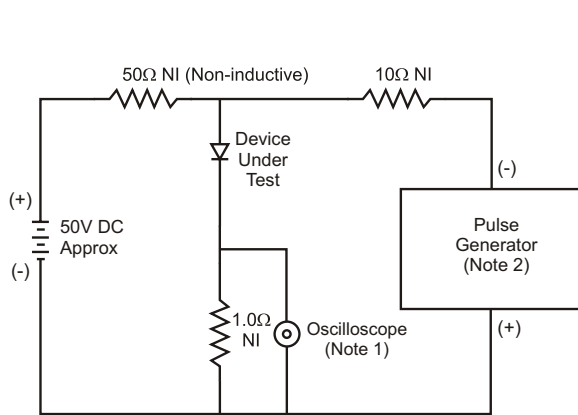 50Ω NI (Non-inductive)
10Ω NI
Device
Under
Test
(-)
(+)
50V DC
Approx
(-)
Pulse
Generator
(Note 2)
1.0Ω
NI
Oscilloscope
(Note 1)
(+)